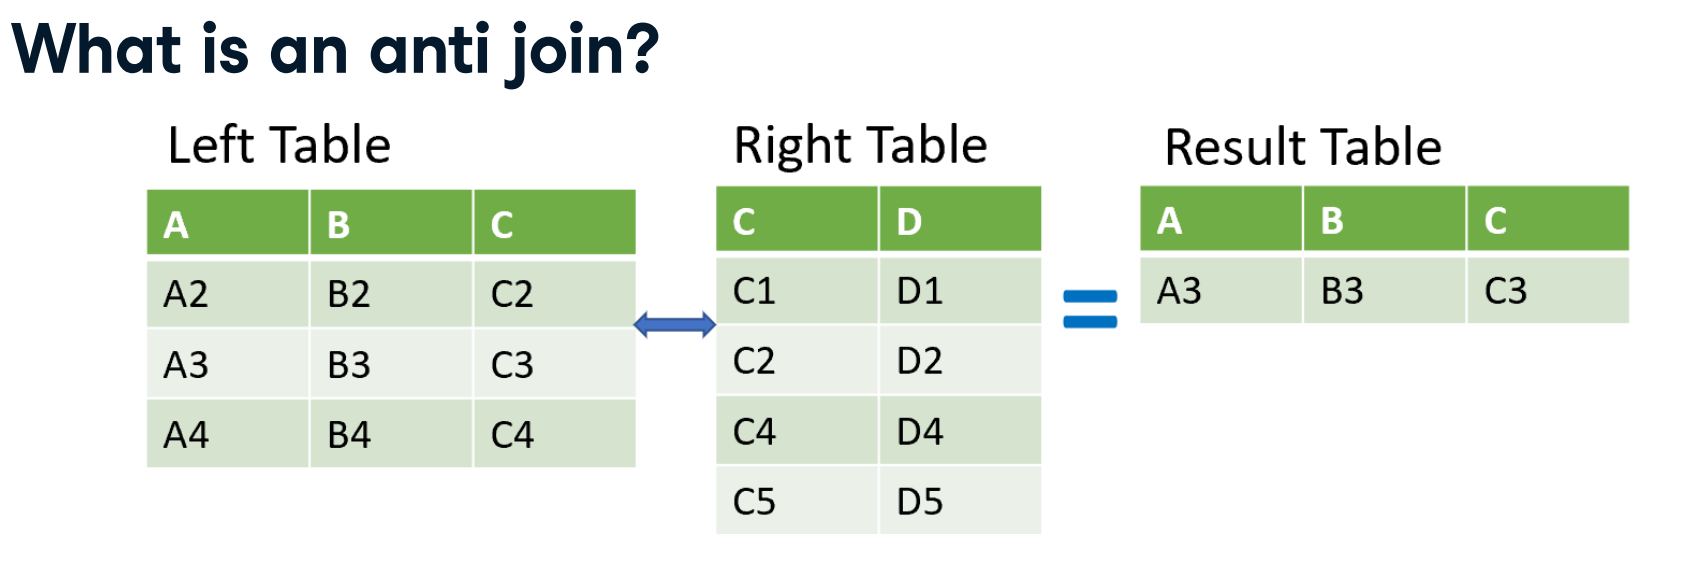 What is an anti join?
Left Table
A B C
A2 B2 C2
A3 B3 C3
A4 B4 C4
Right Table
C D
C1 D1
C2 D2
C4 D4
C5 D5
=
Result Table
A B C
A3 B3 C3